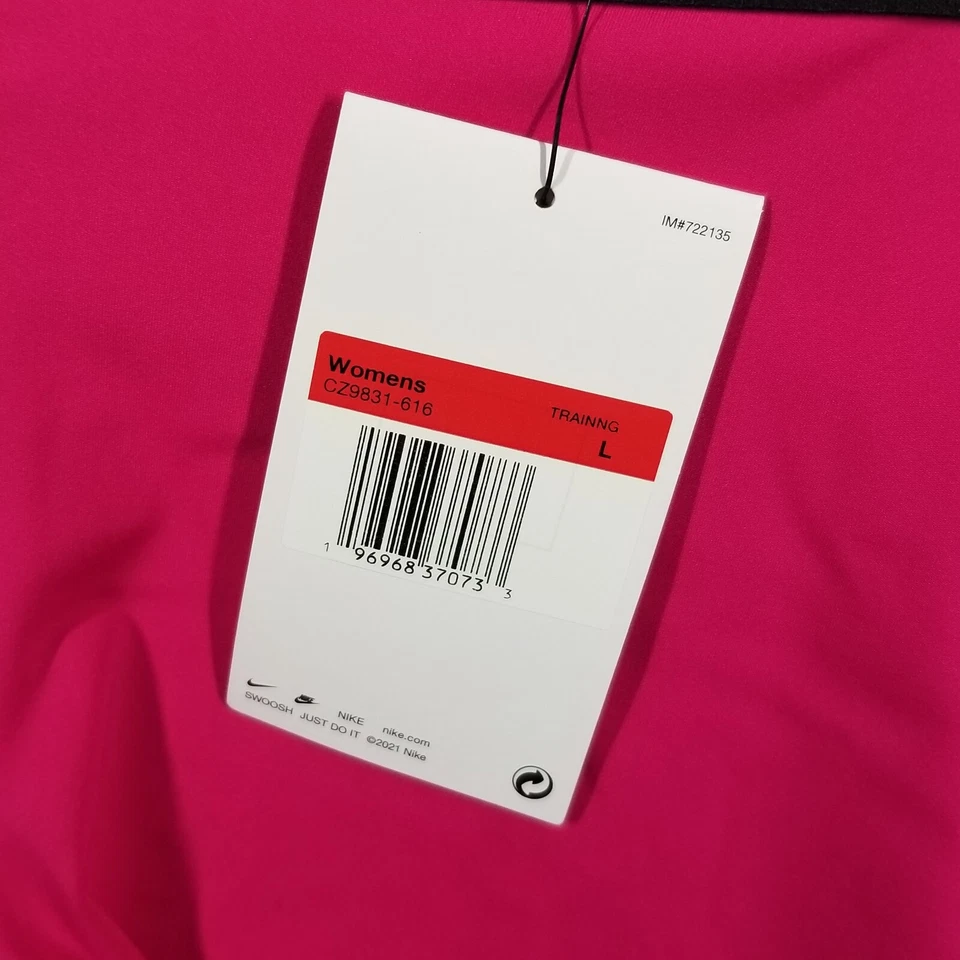 IM#722135
Womens
CZ9831-616
TRAINNG
L
1 96968 37073 3
NIKE nike.com
SWOOSH JUST DO IT ©2021 Nike